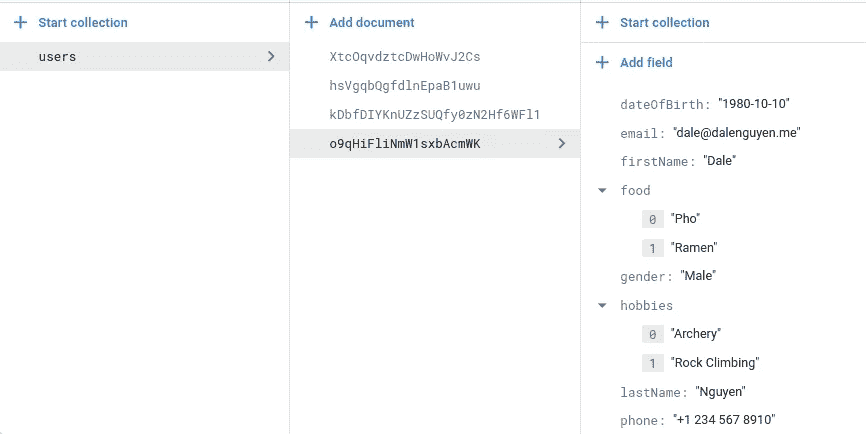 Start collection
users
Add document
XtcOqvdztcDwHoWvJ2Cs
hsVgqbQgfdlnEpaB1uwu
kDbfDIYKnUZzSUQfy0zN2Hf6WFl1
o9qHiFliNmW1sxbAcmWK
Start collection
Add field
dateOfBirth: "1980-10-10"
email: "dale@dalenguyen.me"
firstName: "Dale"
food
0 "Pho"
1 "Ramen"
gender: "Male"
hobbies
0 "Archery"
1 "Rock Climbing"
lastName: "Nguyen"
phone: "+1 234 567 8910"